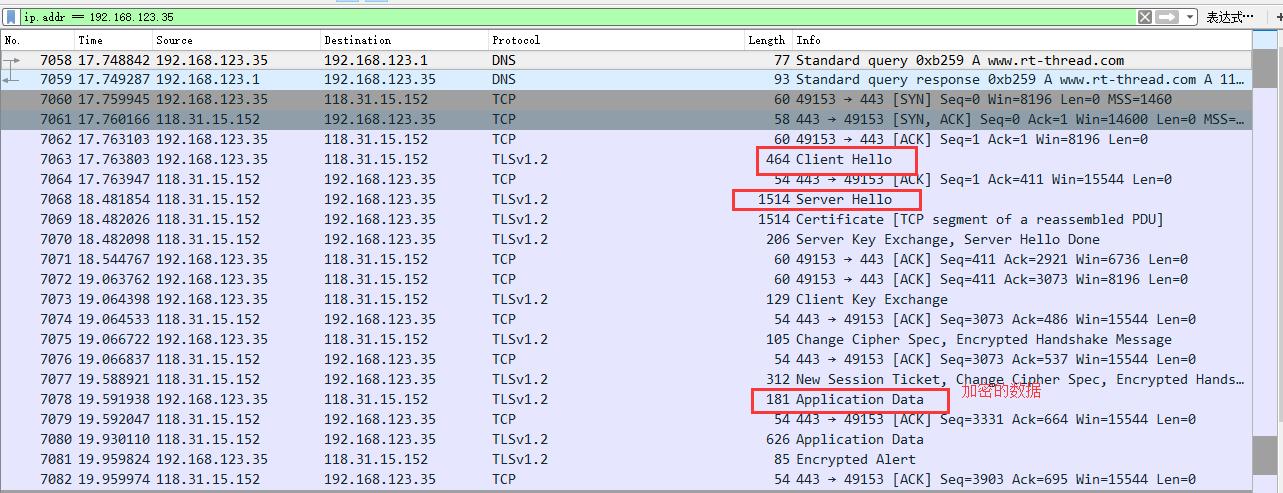 ip.addr == 192.168.123.35 表达式… +
No. Time Source Destination Protocol Length Info
7058 17.748842 192.168.123.35 192.168.123.1 DNS 77 Standard query 0xb259 A www.rt-thread.com
7059 17.749287 192.168.123.1 192.168.123.35 DNS 93 Standard query response 0xb259 A www.rt-thread.com A 11…
7060 17.759945 192.168.123.35 118.31.15.152 TCP 60 49153 → 443 [SYN] Seq=0 Win=8196 Len=0 MSS=1460
7061 17.760166 118.31.15.152 192.168.123.35 TCP 58 443 → 49153 [SYN, ACK] Seq=0 Ack=1 Win=14600 Len=0 MSS=…
7062 17.763103 192.168.123.35 118.31.15.152 TCP 60 49153 → 443 [ACK] Seq=1 Ack=1 Win=8196 Len=0
7063 17.763803 192.168.123.35 118.31.15.152 TLSv1.2 464 Client Hello
7064 17.763947 118.31.15.152 192.168.123.35 TCP 54 443 → 49153 [ACK] Seq=1 Ack=411 Win=15544 Len=0
7068 18.481854 118.31.15.152 192.168.123.35 TLSv1.2 1514 Server Hello
7069 18.482026 118.31.15.152 192.168.123.35 TLSv1.2 1514 Certificate [TCP segment of a reassembled PDU]
7070 18.482098 118.31.15.152 192.168.123.35 TLSv1.2 206 Server Key Exchange, Server Hello Done
7071 18.544767 192.168.123.35 118.31.15.152 TCP 60 49153 → 443 [ACK] Seq=411 Ack=2921 Win=6736 Len=0
7072 19.063762 192.168.123.35 118.31.15.152 TCP 60 49153 → 443 [ACK] Seq=411 Ack=3073 Win=8196 Len=0
7073 19.064398 192.168.123.35 118.31.15.152 TLSv1.2 129 Client Key Exchange
7074 19.064533 118.31.15.152 192.168.123.35 TCP 54 443 → 49153 [ACK] Seq=3073 Ack=486 Win=15544 Len=0
7075 19.066722 192.168.123.35 118.31.15.152 TLSv1.2 105 Change Cipher Spec, Encrypted Handshake Message
7076 19.066837 118.31.15.152 192.168.123.35 TCP 54 443 → 49153 [ACK] Seq=3073 Ack=537 Win=15544 Len=0
7077 19.588921 118.31.15.152 192.168.123.35 TLSv1.2 312 New Session Ticket, Change Cipher Spec, Encrypted Hands…
7078 19.591938 192.168.123.35 118.31.15.152 TLSv1.2 181 Application Data 加密的数据
7079 19.592047 118.31.15.152 192.168.123.35 TCP 54 443 → 49153 [ACK] Seq=3331 Ack=664 Win=15544 Len=0
7080 19.930110 118.31.15.152 192.168.123.35 TLSv1.2 626 Application Data
7081 19.959824 192.168.123.35 118.31.15.152 TLSv1.2 85 Encrypted Alert
7082 19.959974 118.31.15.152 192.168.123.35 TCP 54 443 → 49153 [ACK] Seq=3903 Ack=695 Win=15544 Len=0